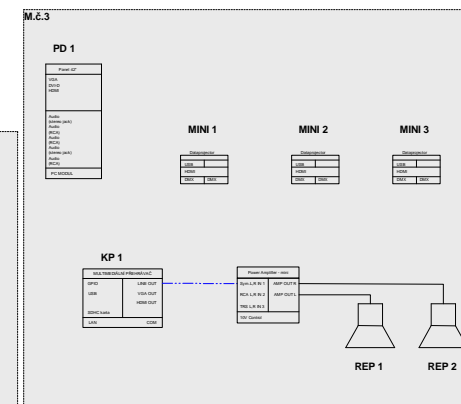 M.č.3
PD 1
VGA
DVI-D
HDMI
Audio
(stereo jack)
Audio
(RCA)
Audio
(RCA)
Audio
(stereo jack)
Audio
(RCA)
PC MODUL
MINI 1
Dataprojector
USB
HDMI
DMX DMX
MINI 2
Dataprojector
USB
HDMI
DMX DMX
MINI 3
Dataprojector
USB
HDMI
DMX DMX
KP 1
MULTIMEDIÁLNÍ PŘEHRÁVAČ
GPIO LINE OUT
USB VGA OUT
HDMI OUT
SDHC karta
LAN COM
Power Amplifier - mini
Sym L/R IN 1 AMP OUT R
RCA L/R IN 2 AMP OUT L
TRS L/R IN 3
10V Control
REP 1
REP 2